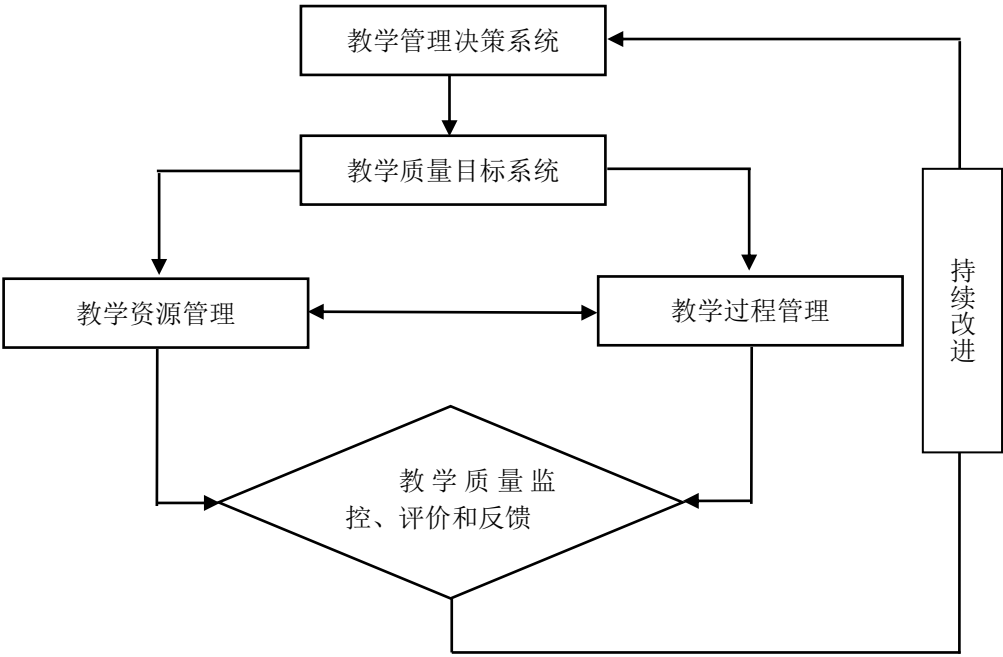 教学管理决策系统
教学质量目标系统
教学资源管理
教学过程管理
持续改进
教学质量监
控、评价和反馈